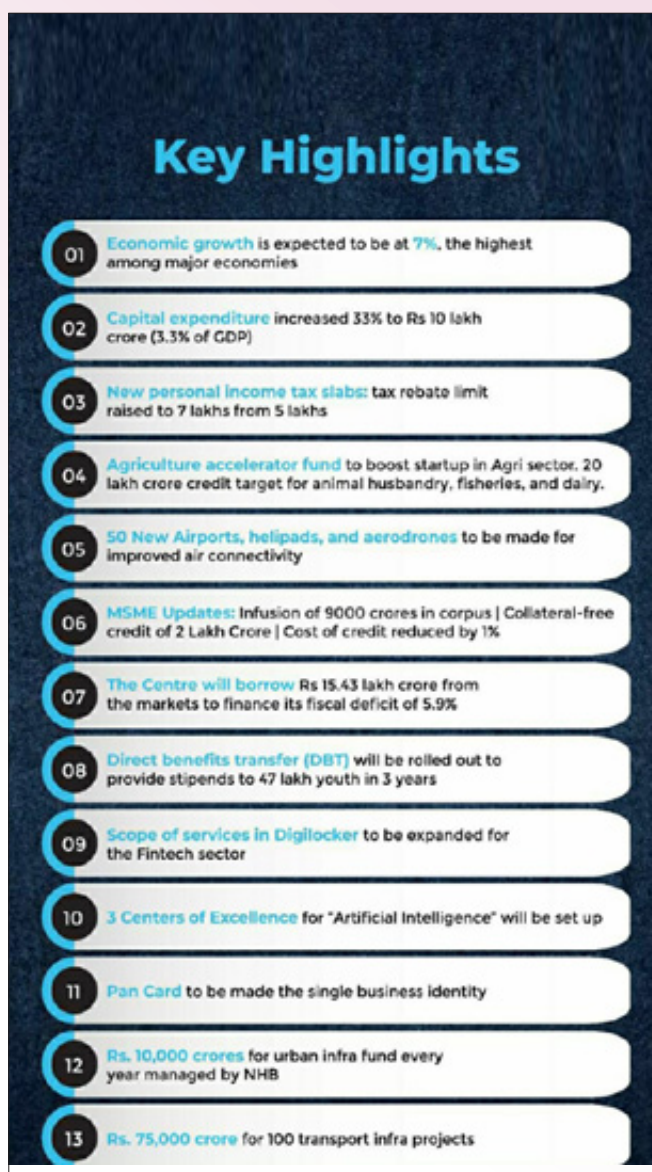 Key Highlights
01
Economic growth is expected to be at 7%, the highest
among major economies
02
Capital expenditure increased 33% to Rs 10 lakh
crore (3.3% of GDP)
03
New personal income tax slabs: tax rebate limit
raised to 7 lakhs from 5 lakhs
04
Agriculture accelerator fund to boost startup in Agri sector. 20
lakh crore credit target for animal husbandry, fisheries, and dairy.
05
50 New Airports, helipads, and aerodrones to be made for
improved air connectivity
06
MSME Updates: Infusion of 9000 crores in corpus | Collateral-free
credit of 2 Lakh Crore | Cost of credit reduced by 1%
07
The Centre will borrow Rs 15.43 lakh crore from
the markets to finance its fiscal deficit of 5.9%
08
Direct benefits transfer (DBT) will be rolled out to
provide stipends to 47 lakh youth in 3 years
09
Scope of services in Digilocker to be expanded for
the Fintech sector
10
3 Centers of Excellence for "Artificial Intelligence" will be set up
11
Pan Card to be made the single business identity
12
Rs. 10,000 crores for urban infra fund every
year managed by NHB
13
Rs. 75,000 crore for 100 transport infra projects